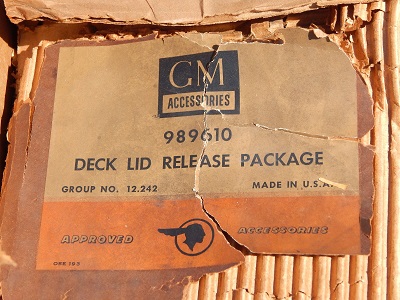 GM
ACCESSORIES
989610
DECK LID RELEASE PACKAGE
GROUP NO. 12.242 MADE IN U.S.A.
APPROVED ACCESSORIES